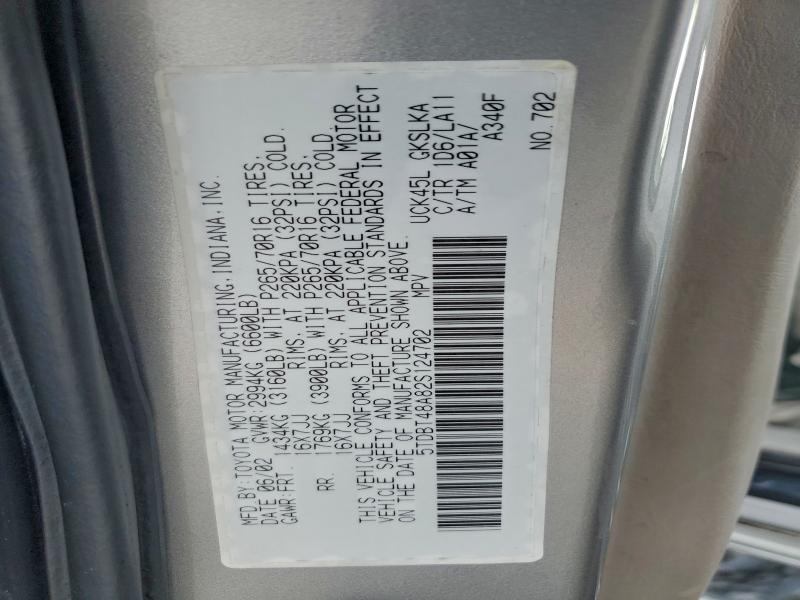 MFD BY: TOYOTA MOTOR MANUFACTURING, INDIANA, INC.
DATE 06/02 GVWR: 2994KG (6600LB)
GAWR: FRT. 1434KG (3160LB) WITH P265/70R16 TIRES,
16X7JJ RIMS, AT 220KPA (32PSI) COLD.
RR. 1769KG (3900LB) WITH P265/70R16 TIRES,
16X7JJ RIMS, AT 220KPA (32PSI) COLD.
THIS VEHICLE CONFORMS TO ALL APPLICABLE FEDERAL MOTOR
VEHICLE SAFETY AND THEFT PREVENTION STANDARDS IN EFFECT
ON THE DATE OF MANUFACTURE SHOWN ABOVE.
5TDBT48A82S124702 MPV
UCK45L GKSLKA
C/TR 1D6/LA11
A/TM A01A/
A340F
NO. 702